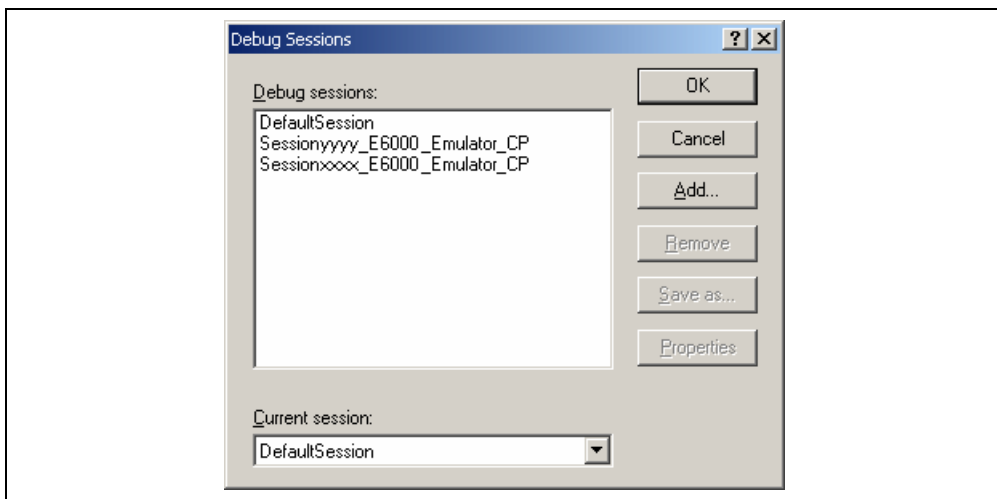 Debug Sessions
Debug sessions:
DefaultSession
Sessionyyyy_E6000_Emulator_CP
Sessionxxxx_E6000_Emulator_CP
OK
Cancel
Add...
Remove
Save as...
Properties
Current session:
DefaultSession